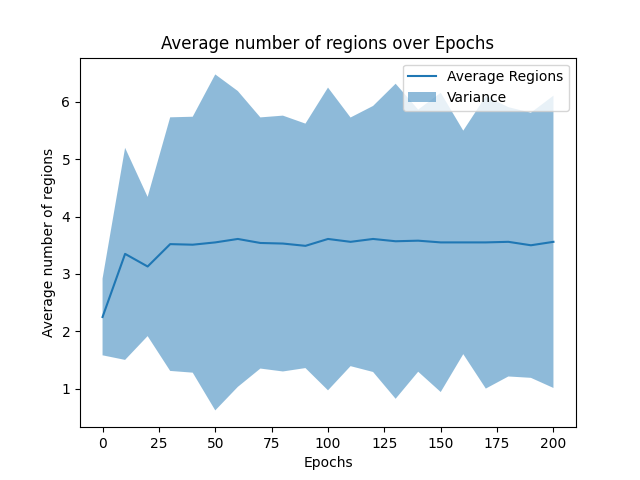 Average number of regions over Epochs
Average Regions
Variance
Average number of regions
6
5
4
3
2
1
0 25 50 75 100 125 150 175 200
Epochs